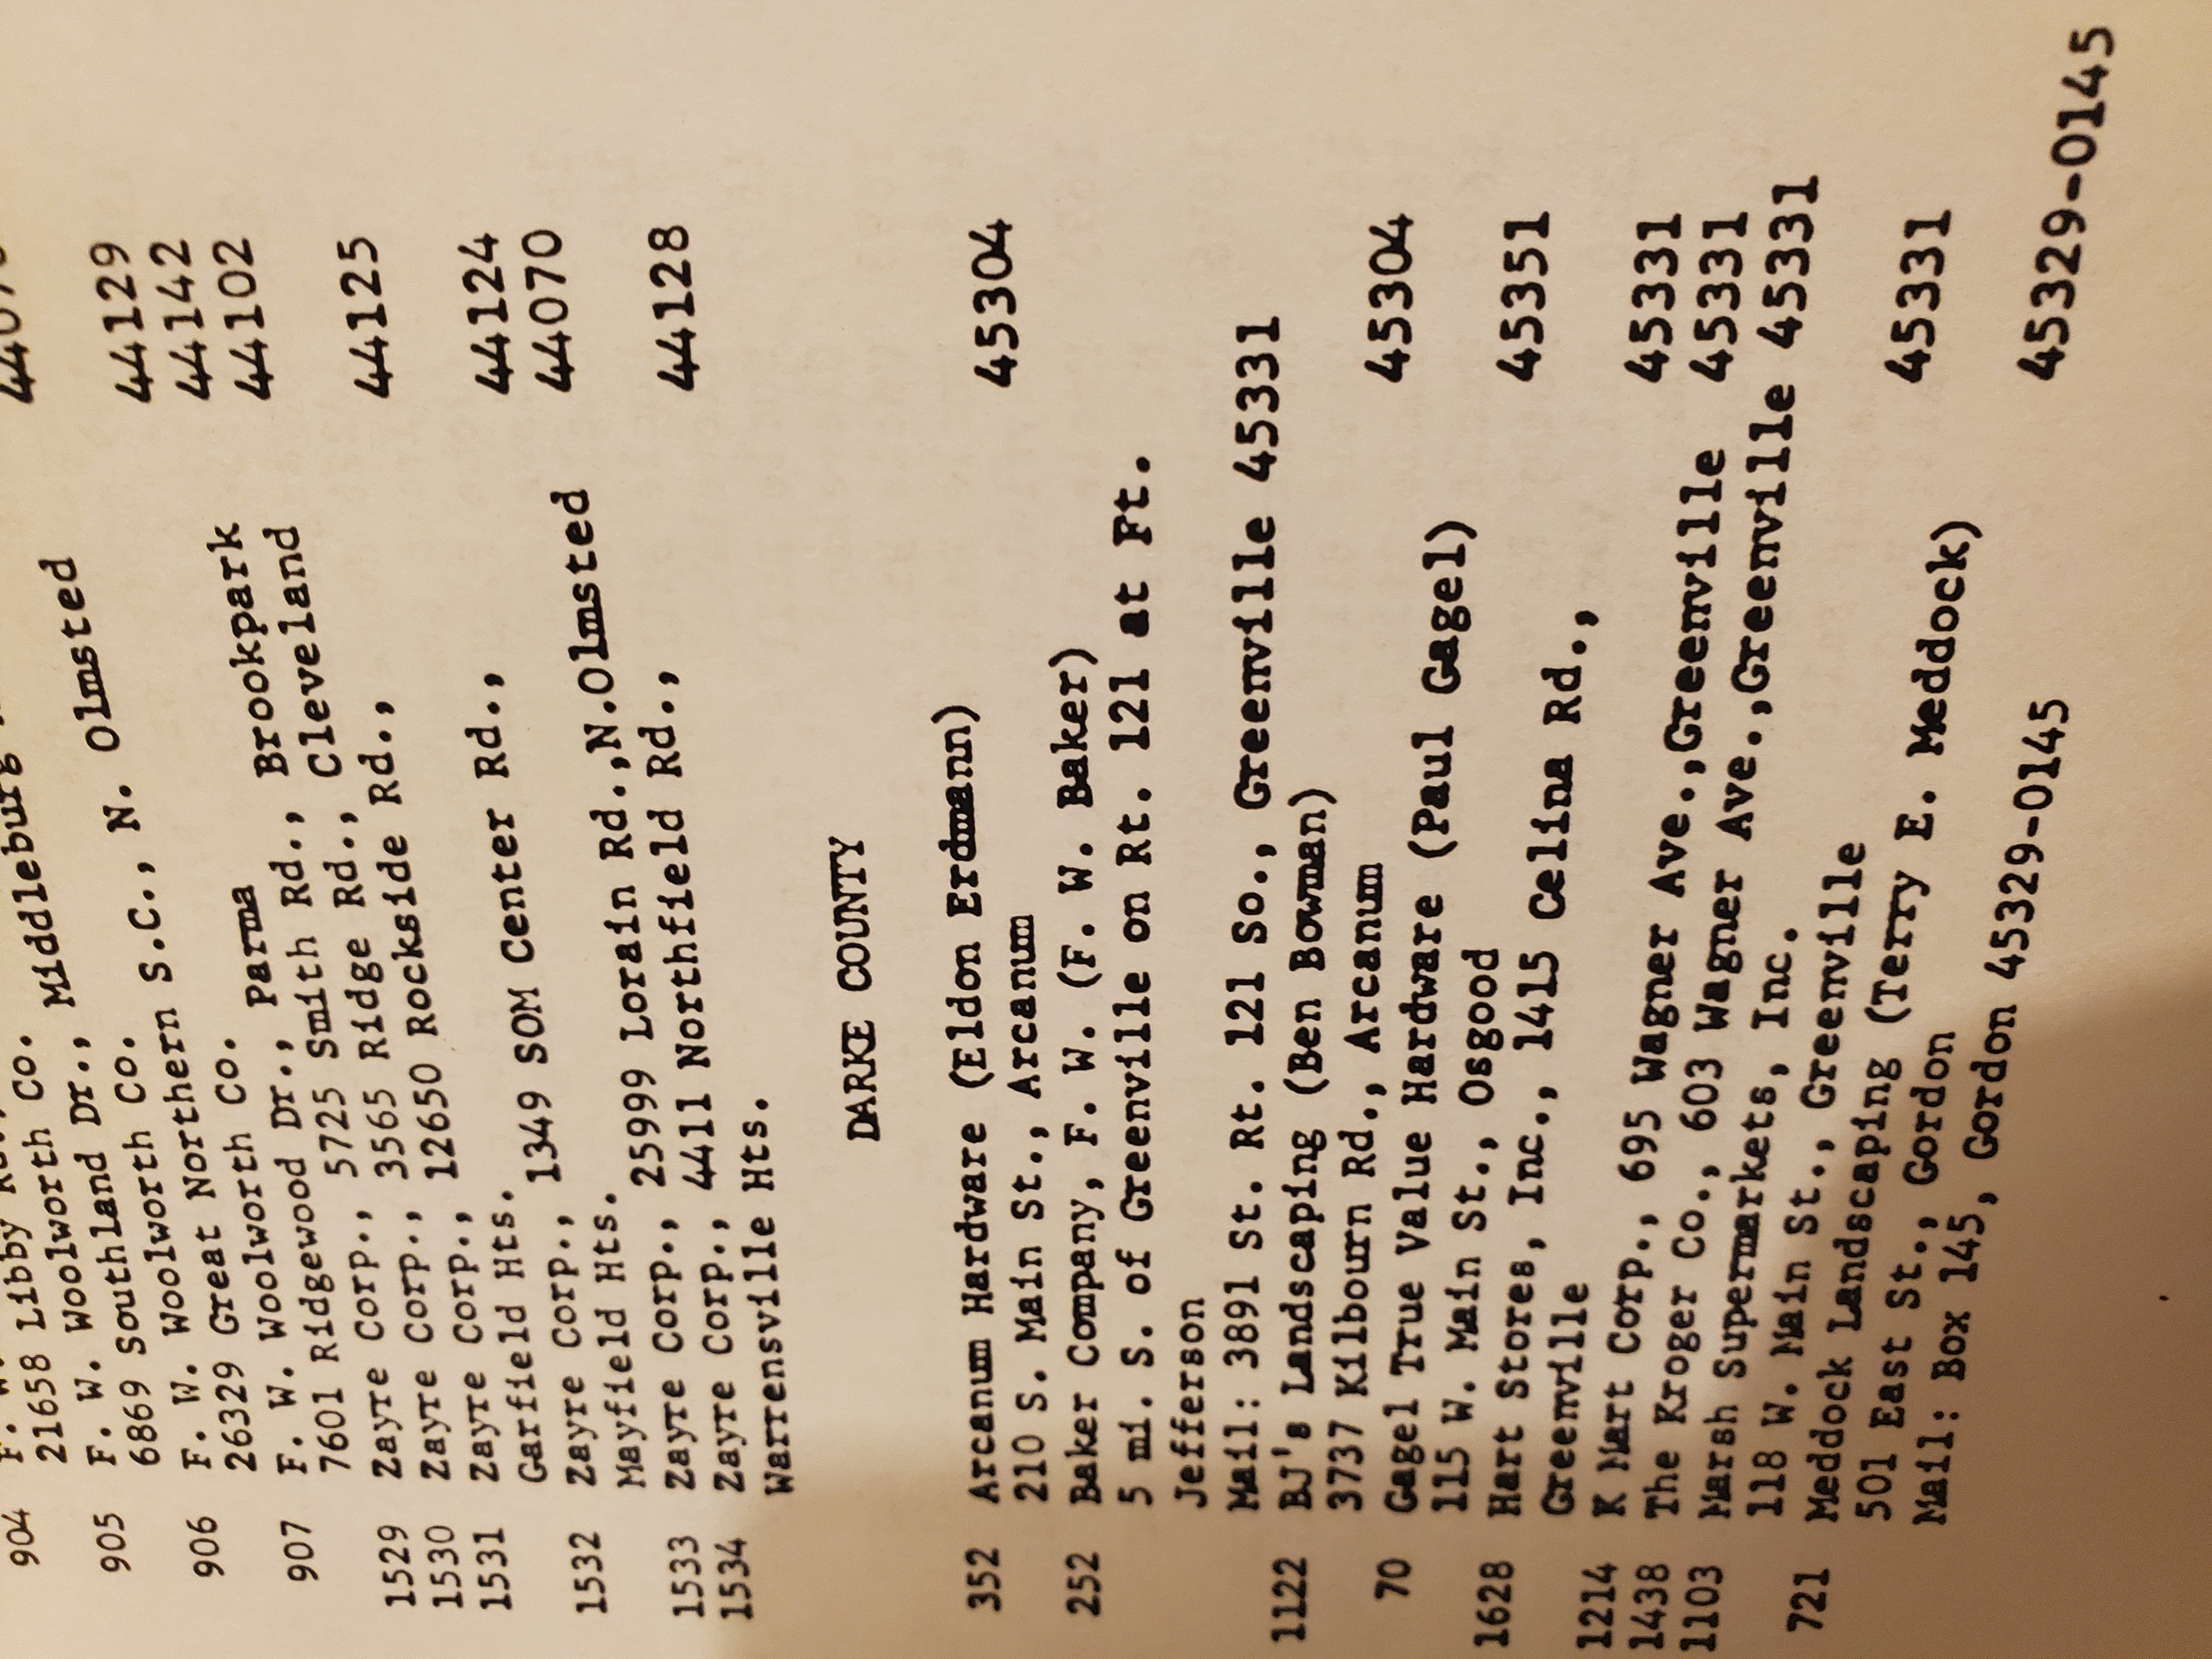 904 F. W. Woolworth Co.
21658 Libby Rd.,
905 F. W. Woolworth Co.
6869 Southland Dr., Middleburg
906 F. W. Woolworth Co.
26329 Great Northern S.C., N. Olmsted
907 F. W. Woolworth Co.
7601 Ridgewood Dr., Parma 44129
1529 Zayre Corp., 5725 Smith Rd., Brookpark 44142
1530 Zayre Corp., 3565 Ridge Rd., Cleveland 44102
1531 Zayre Corp., 12650 Rockside Rd.,
Garfield Hts. 44125
1532 Zayre Corp., 1349 SOM Center Rd.,
Mayfield Hts. 44124
1533 Zayre Corp., 25999 Lorain Rd.,N.Olmsted 44070
1534 Zayre Corp., 4411 Northfield Rd.,
Warrensville Hts. 44128
DARKE COUNTY
352 Arcanum Hardware (Eldon Erdmann)
210 S. Main St., Arcanum 45304
252 Baker Company, F. W. (F. W. Baker)
5 mi. S. of Greenville on Rt. 121 at Ft.
Jefferson
Mail: 3891 St. Rt. 121 So., Greenville 45331
1122 BJ's Landscaping (Ben Bowman)
3737 Kilbourn Rd., Arcanum 45304
70 Gagel True Value Hardware (Paul Gagel)
115 W. Main St., Osgood 45351
1628 Hart Stores, Inc., 1415 Celina Rd.,
Greenville 45331
1214 K Mart Corp., 695 Wagner Ave.,Greenville 45331
1438 The Kroger Co., 603 Wagner Ave.,Greenville 45331
1103 Marsh Supermarkets, Inc.
118 W. Main St., Greenville 45331
721 Meddock Landscaping (Terry E. Meddock)
501 East St., Gordon 45329-0145
Mail: Box 145, Gordon 45329-0145